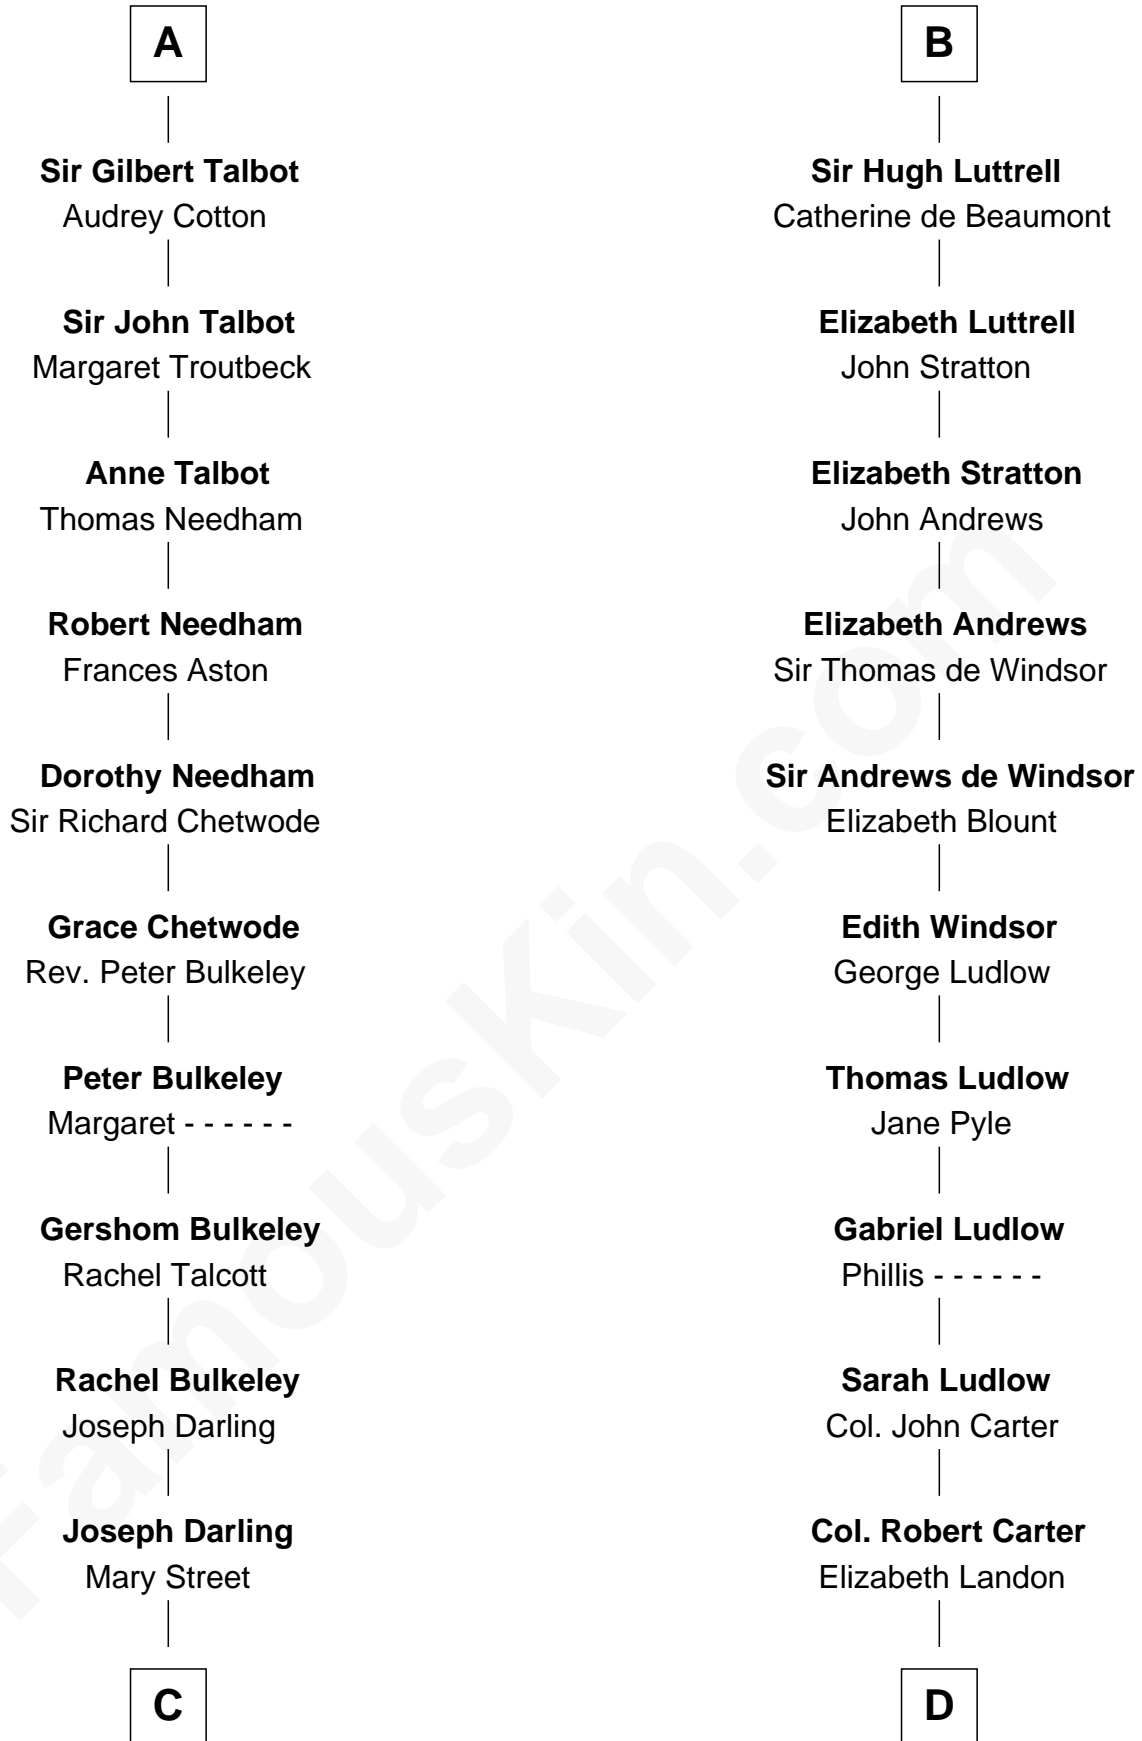 A
Sir Gilbert Talbot
Audrey Cotton
Sir John Talbot
Margaret Troutbeck
Anne Talbot
Thomas Needham
Robert Needham
Frances Aston
Dorothy Needham
Sir Richard Chetwode
Grace Chetwode
Rev. Peter Bulkeley
Peter Bulkeley
Margaret - - - - - -
Gershom Bulkeley
Rachel Talcott
Rachel Bulkeley
Joseph Darling
Joseph Darling
Mary Street
C
B
Sir Hugh Luttrell
Catherine de Beaumont
Elizabeth Luttrell
John Stratton
Elizabeth Stratton
John Andrews
Elizabeth Andrews
Sir Thomas de Windsor
Sir Andrews de Windsor
Elizabeth Blount
Edith Windsor
George Ludlow
Thomas Ludlow
Jane Pyle
Gabriel Ludlow
Phillis - - - - - -
Sarah Ludlow
Col. John Carter
Col. Robert Carter
Elizabeth Landon
D
FamousKin.com